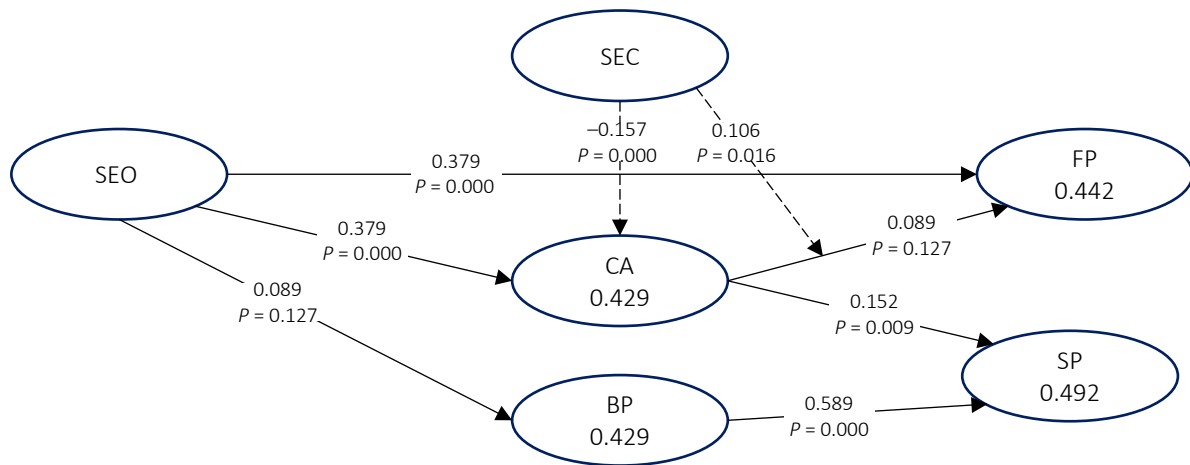 SEC
–0.157
P = 0.000
0.106
P = 0.016
SEO
0.379
P = 0.000
FP
0.442
0.379
P = 0.000
0.089
P = 0.127
CA
0.429
0.089
P = 0.127
0.152
P = 0.009
SP
0.492
BP
0.429
0.589
P = 0.000